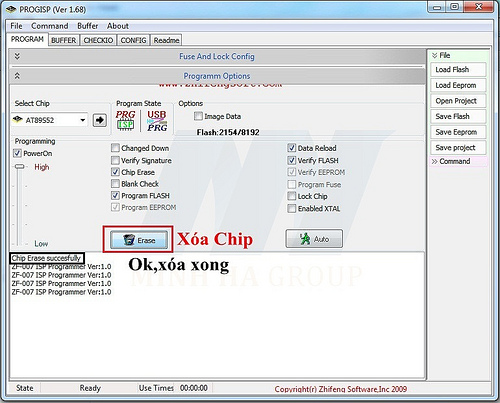 PROGISP (Ver 1.68)
File Command Buffer About
PROGRAM BUFFER CHECKIO CONFIG Readme
Fuse And Lock Config
Programm Options
Select Chip
AT89S52
Program State
PRG ISP
USB PRG
Options
Image Data
Flash:2154/8192
Programming
PowerOn
High
Low
Changed Down
Verify Signature
Chip Erase
Blank Check
Program FLASH
Program EEPROM
Data Reload
Verify FLASH
Verify EEPROM
Program Fuse
Lock Chip
Enabled XTAL
Erase
Xóa Chip
Auto
Chip Erase succesfully
Ok,xóa xong
ZF-007 ISP Programmer Ver:1.0
ZF-007 ISP Programmer Ver:1.0
ZF-007 ISP Programmer Ver:1.0
ZF-007 ISP Programmer Ver:1.0
MANH HA GROUP
File
Load Flash
Load Eeprom
Open Project
Save Flash
Save Eeprom
Save project
Command
State Ready Use Times 00:00:00 Copyright(r) Zhifeng Software,Inc 2009